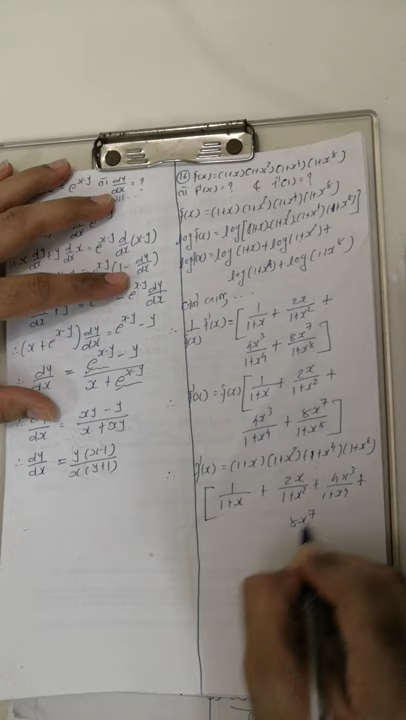 e^{x-y} तो dy/dx = ?
= e^{x-y} d/dx (x-y)
(1 - dy/dx)
- e^{x-y} dy/dx
∴ (x + e^{x-y}) dy/dx = e^{x-y} - y
∴ dy/dx = (e^{x-y} - y)/(x + e^{x-y})
dy/dx = (xy - y)/(x + xy)
∴ dy/dx = y(x-1)/x(y+1)
(16) f(x) = (1+x)(1+x²)(1+x⁴)(1+x⁸)
तो f'(x) = ? & f'(1) = ?
f(x) = (1+x)(1+x²)(1+x⁴)(1+x⁸)
log f(x) = log[(1+x)(1+x²)(1+x⁴)(1+x⁸)]
log f(x) = log(1+x) + log(1+x²) +
log(1+x⁴) + log(1+x⁸)
∴ 1/f(x) f'(x) = [1/(1+x) + 2x/(1+x²) +
4x³/(1+x⁴) + 8x⁷/(1+x⁸)]
∴ f'(x) = f(x)[1/(1+x) + 2x/(1+x²) +
4x³/(1+x⁴) + 8x⁷/(1+x⁸)]
∴ f'(x) = (1+x)(1+x²)(1+x⁴)(1+x⁸)
[1/(1+x) + 2x/(1+x²) + 4x³/(1+x⁴) +
8x⁷